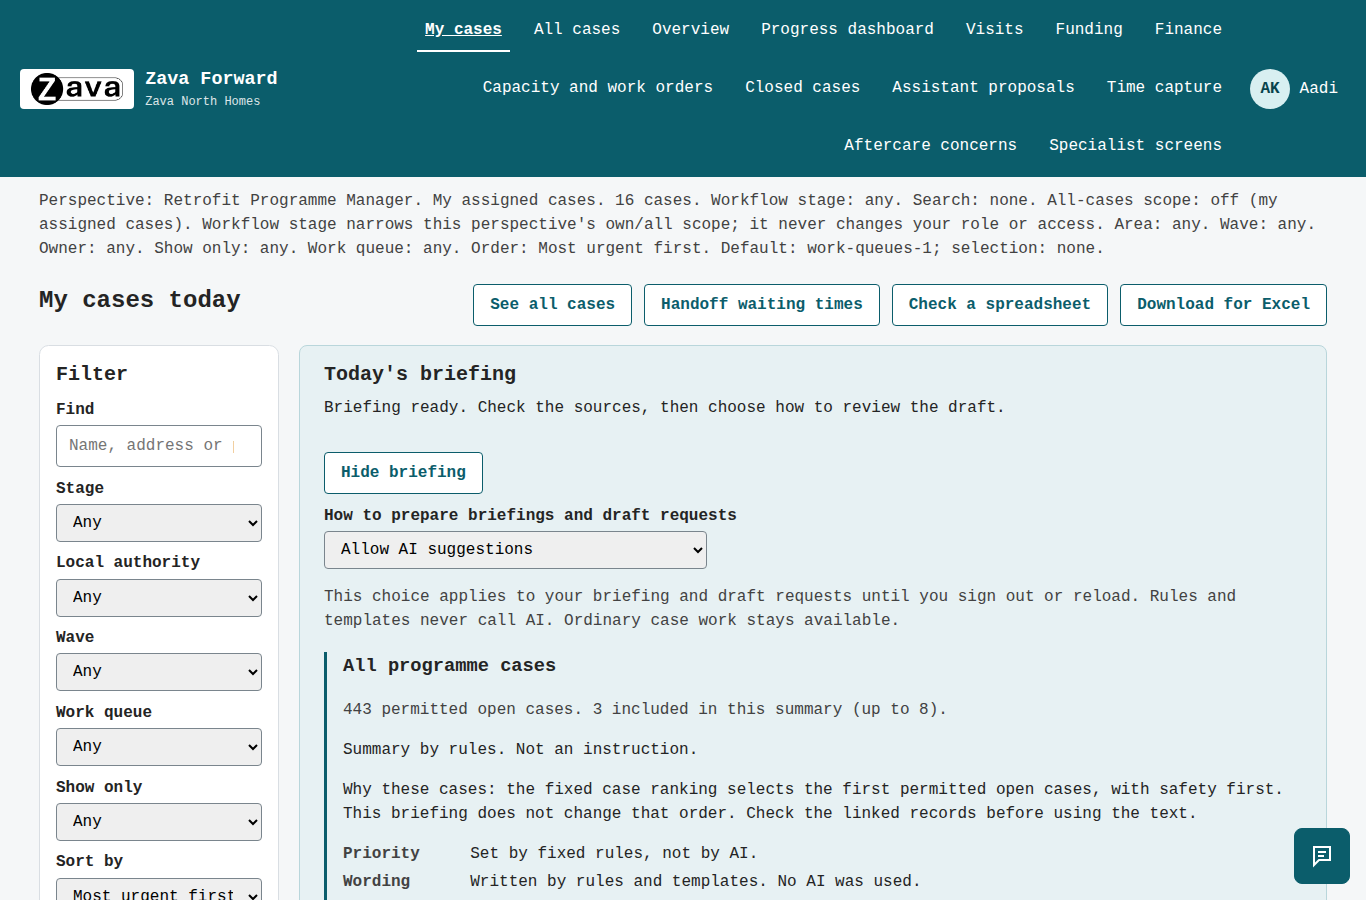 My cases All cases Overview Progress dashboard Visits Funding Finance
Zava
Zava Forward
Zava North Homes
Capacity and work orders Closed cases Assistant proposals Time capture
AK Aadi
Aftercare concerns Specialist screens
Perspective: Retrofit Programme Manager. My assigned cases. 16 cases. Workflow stage: any. Search: none. All-cases scope: off (my
assigned cases). Workflow stage narrows this perspective's own/all scope; it never changes your role or access. Area: any. Wave: any.
Owner: any. Show only: any. Work queue: any. Order: Most urgent first. Default: work-queues-1; selection: none.
My cases today
See all cases Handoff waiting times Check a spreadsheet Download for Excel
Filter
Find
Name, address or
Stage
Any
Local authority
Any
Wave
Any
Work queue
Any
Show only
Any
Sort by
Most urgent first
Today's briefing
Briefing ready. Check the sources, then choose how to review the draft.
Hide briefing
How to prepare briefings and draft requests
Allow AI suggestions
This choice applies to your briefing and draft requests until you sign out or reload. Rules and
templates never call AI. Ordinary case work stays available.
All programme cases
443 permitted open cases. 3 included in this summary (up to 8).
Summary by rules. Not an instruction.
Why these cases: the fixed case ranking selects the first permitted open cases, with safety first.
This briefing does not change that order. Check the linked records before using the text.
Priority Set by fixed rules, not by AI.
Wording Written by rules and templates. No AI was used.